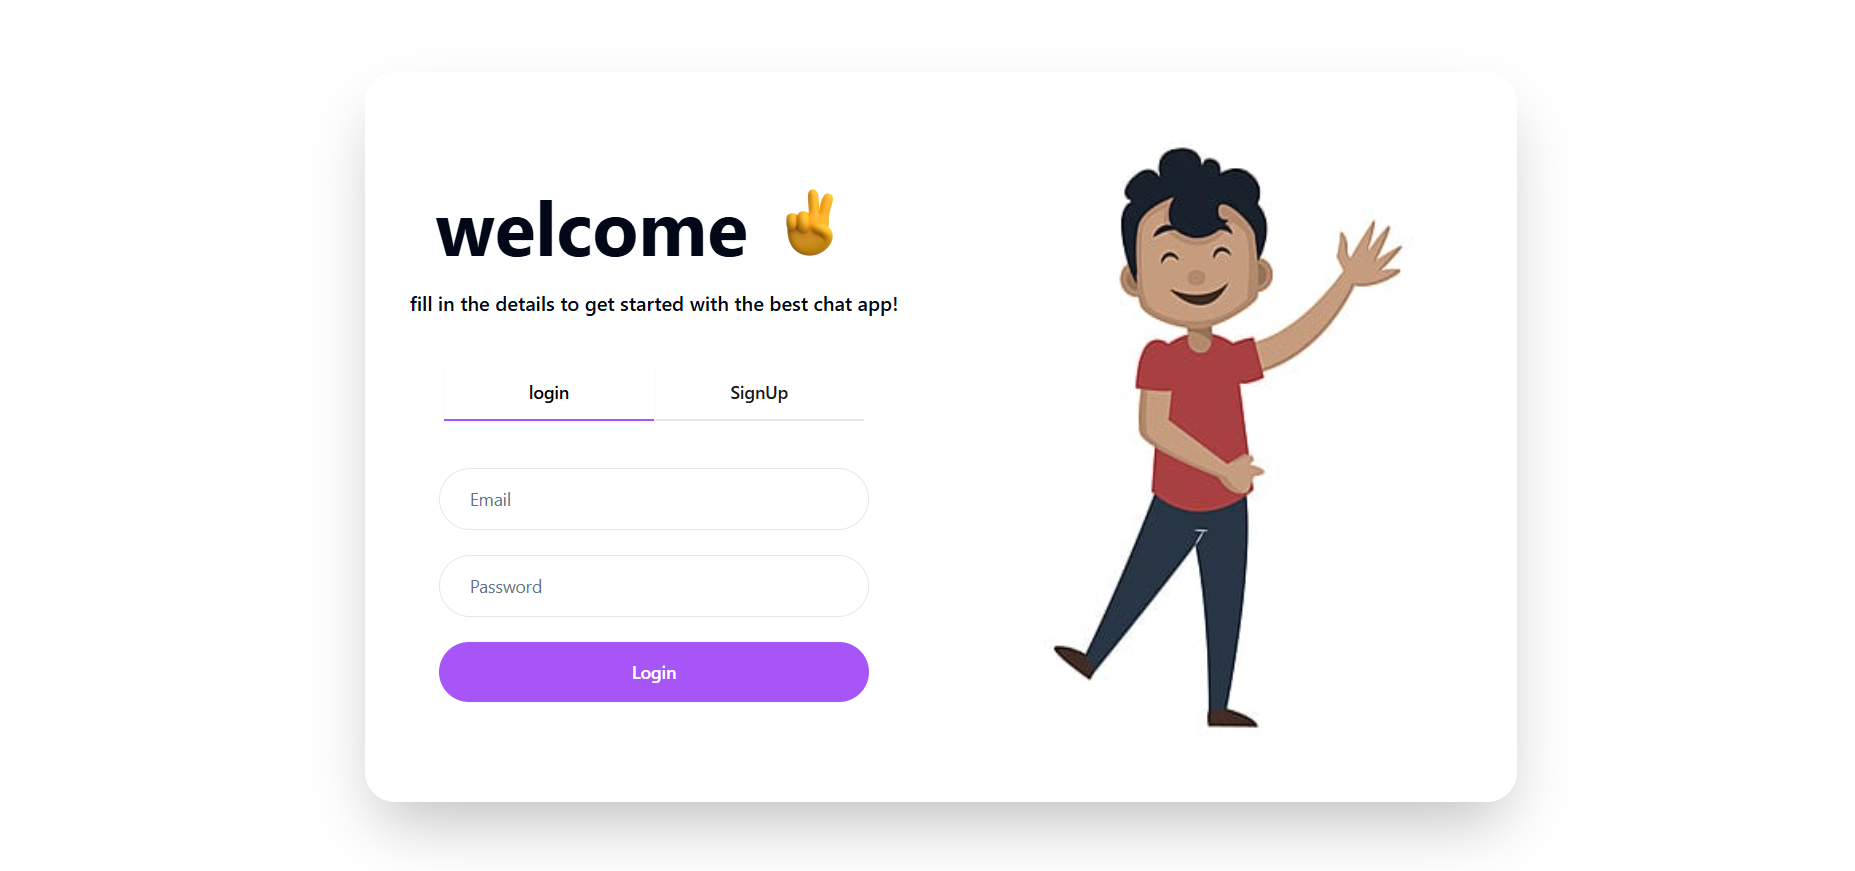 welcome ✌️
fill in the details to get started with the best chat app!
login
SignUp
Email
Password
Login